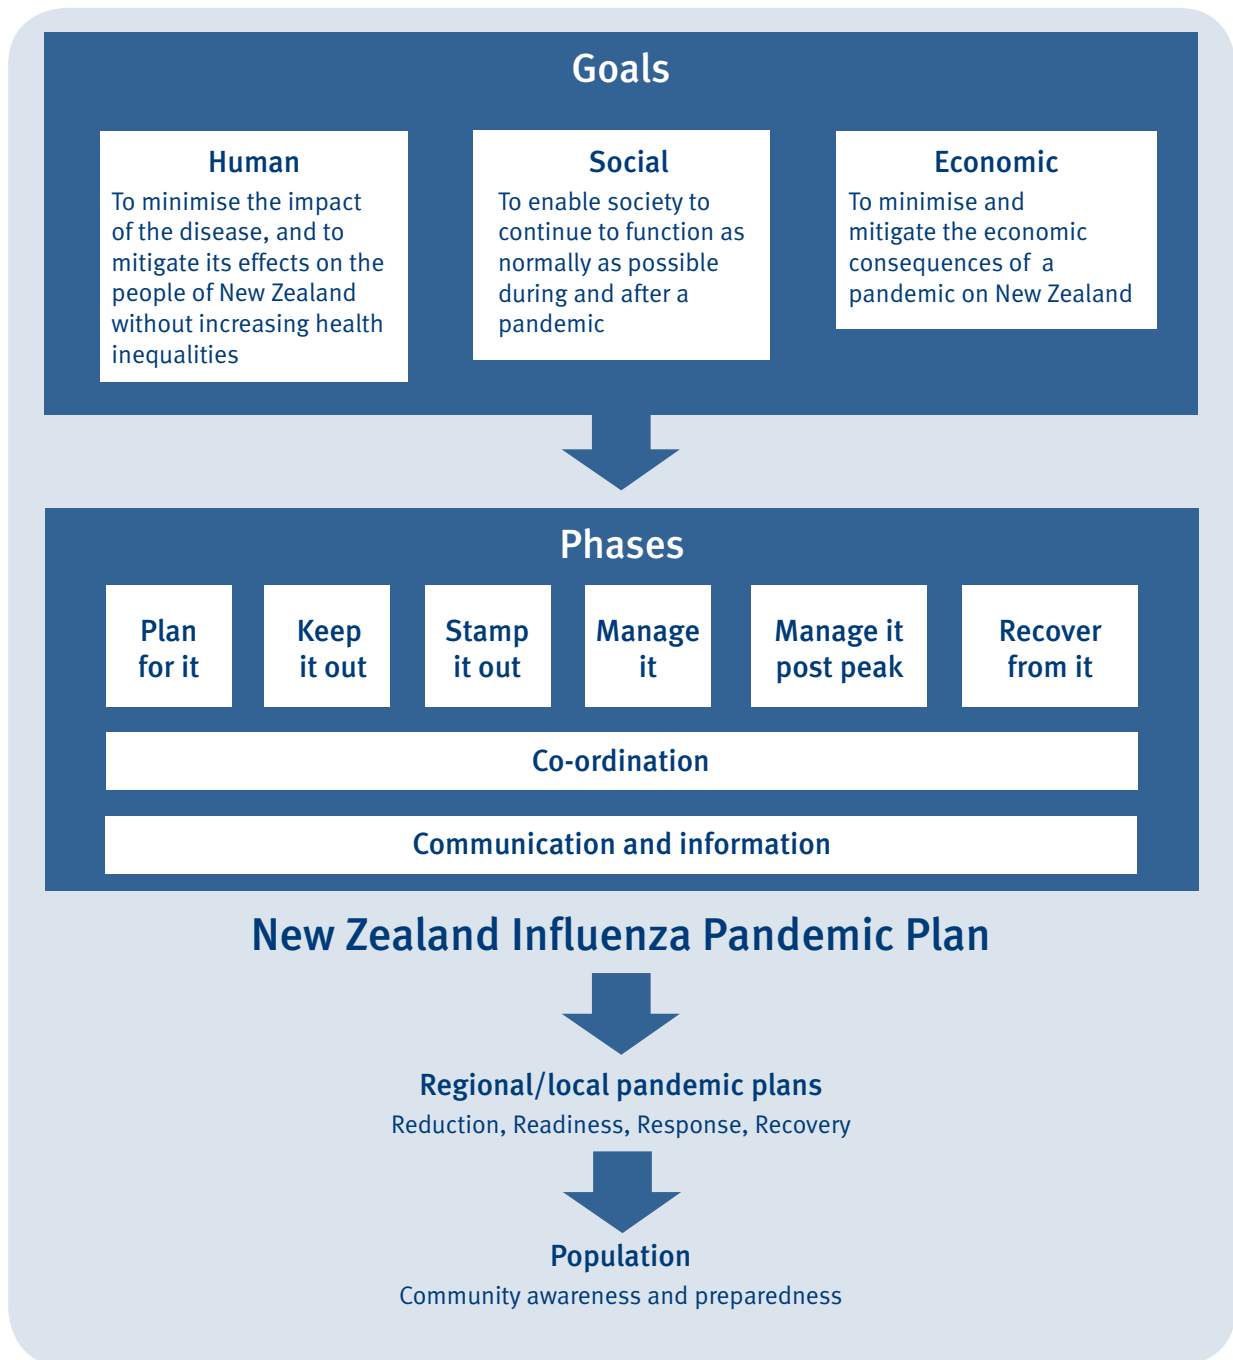 Goals
Human
To minimise the impact
of the disease, and to
mitigate its effects on the
people of New Zealand
without increasing health
inequalities
Social
To enable society to
continue to function as
normally as possible
during and after a
pandemic
Economic
To minimise and
mitigate the economic
consequences of a
pandemic on New Zealand
Phases
Plan
for it
Keep
it out
Stamp
it out
Manage
it
Manage it
post peak
Recover
from it
Co-ordination
Communication and information
New Zealand Influenza Pandemic Plan
Regional/local pandemic plans
Reduction, Readiness, Response, Recovery
Population
Community awareness and preparedness